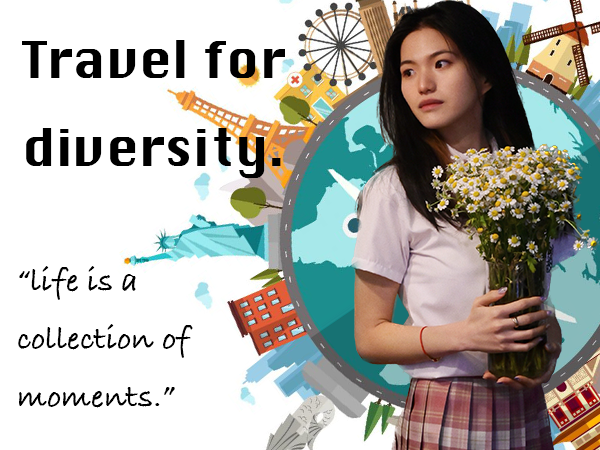 Travel for
diversity.
“life is a
collection of
moments.”